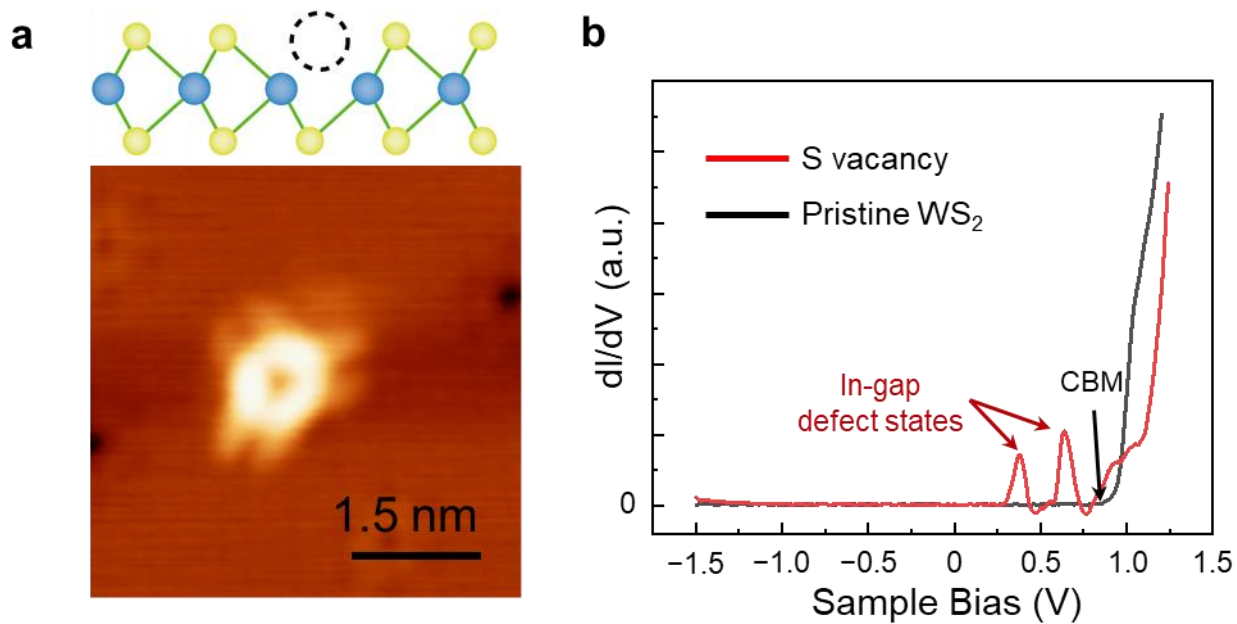 a
1.5 nm
b
S vacancy
Pristine WS₂
In-gap
defect states
CBM
dI/dV (a.u.)
0
−1.5 −1.0 −0.5 0 0.5 1.0 1.5
Sample Bias (V)